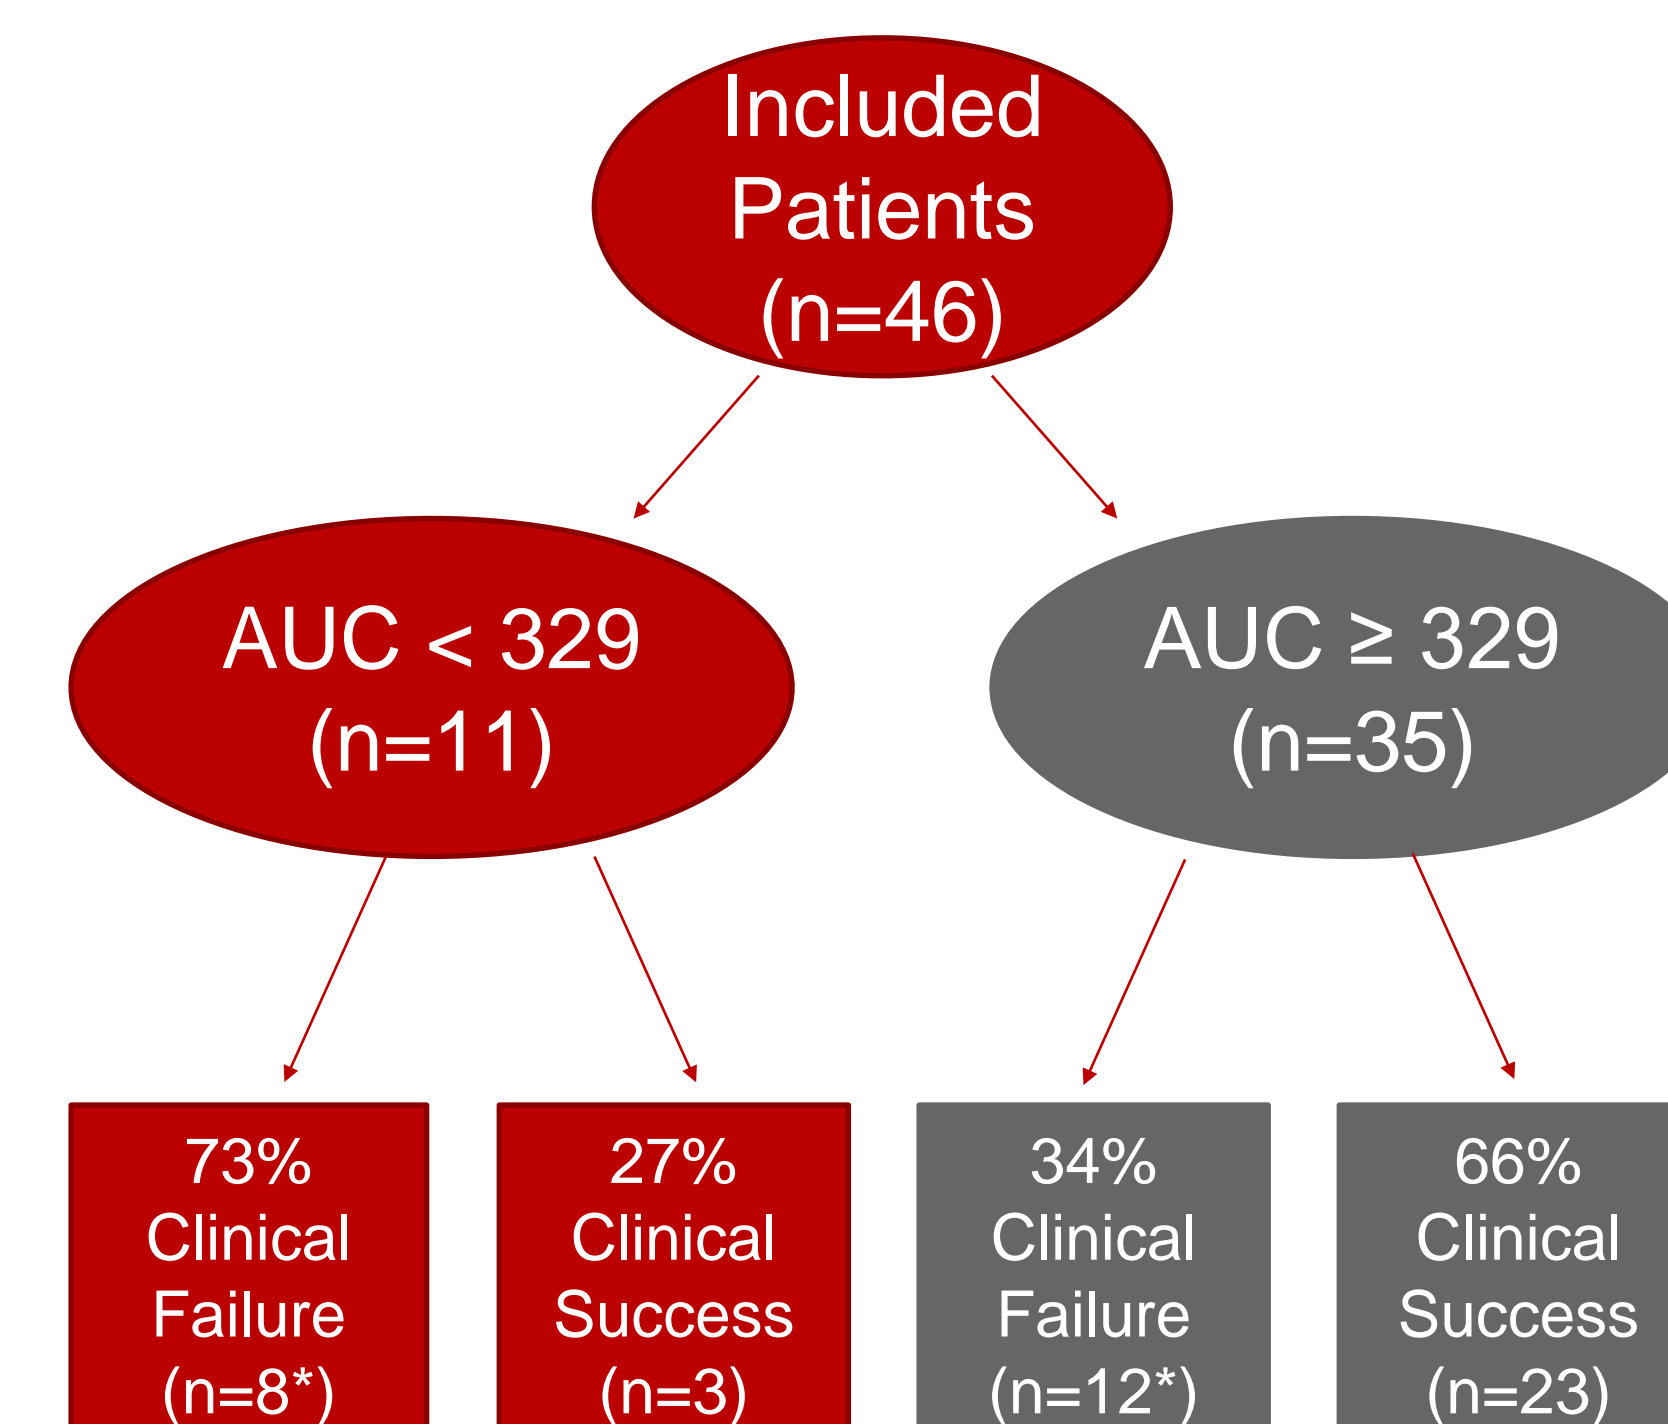 Included
Patients
(n=46)
AUC < 329
(n=11)
AUC ≥ 329
(n=35)
73%
Clinical
Failure
(n=8*)
27%
Clinical
Success
(n=3)
34%
Clinical
Failure
(n=12*)
66%
Clinical
Success
(n=23)